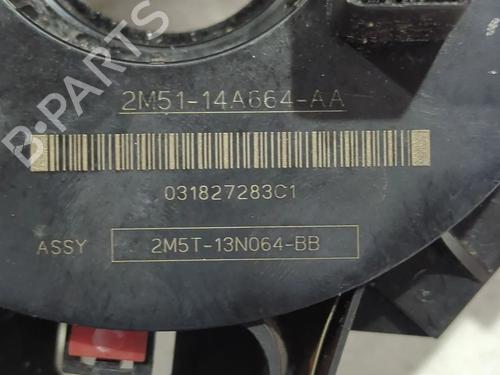 B-PARTS
2M51-14A664-AA
031827283C1
ASSY 2M5T-13N064-BB